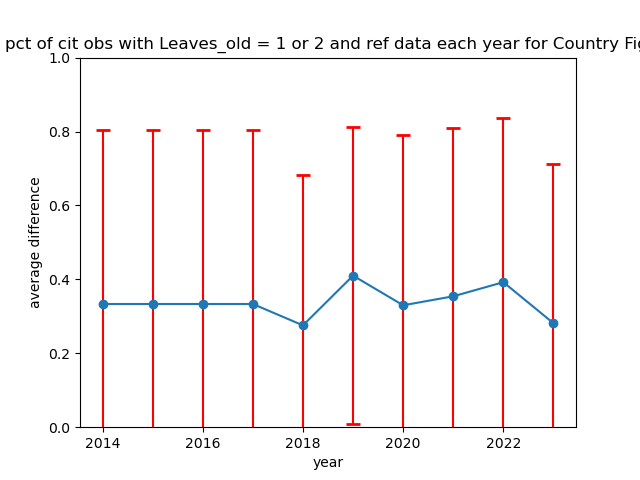 pct of cit obs with Leaves_old = 1 or 2 and ref data each year for Country
1.0
0.8
0.6
0.4
0.2
0.0
average difference
2014 2016 2018 2020 2022
year